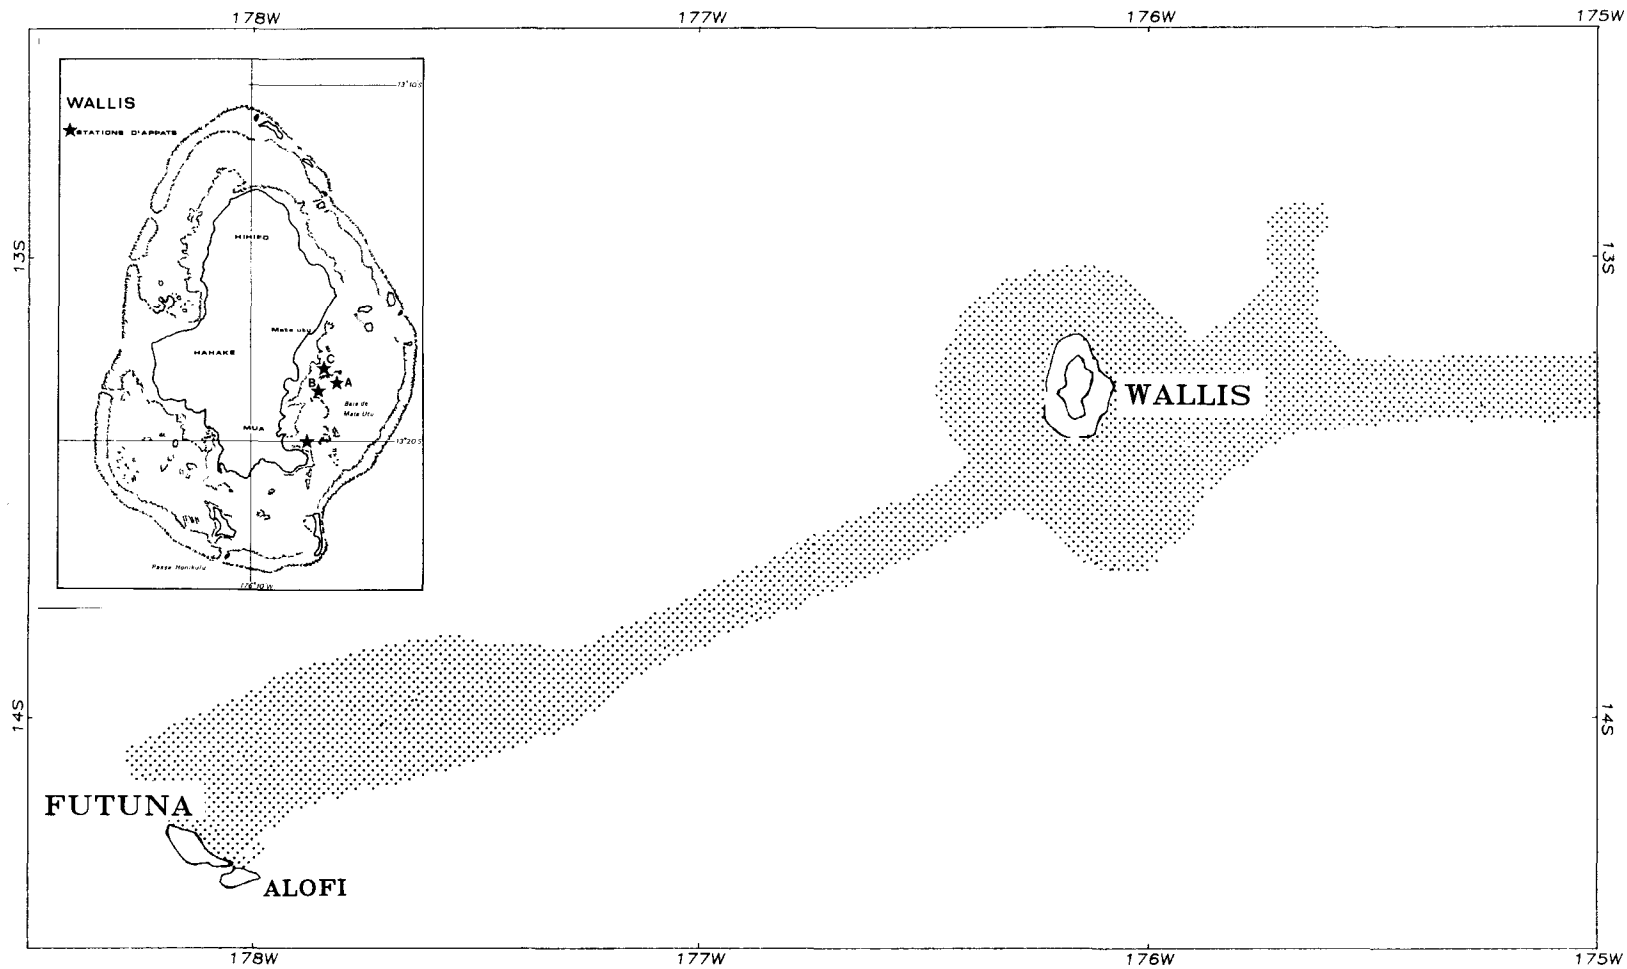 178W
177W
176W
175W
13°10'S
WALLIS
★STATIONS D'APPATS
HIHIFO
13S
13S
Mata utu
HAHAKE
C
B
A
WALLIS
Baie de
Mata Utu
MUA
13°20'S
Passe Honikulu
176°10'W
14S
14S
FUTUNA
ALOFI
178W
177W
176W
175W